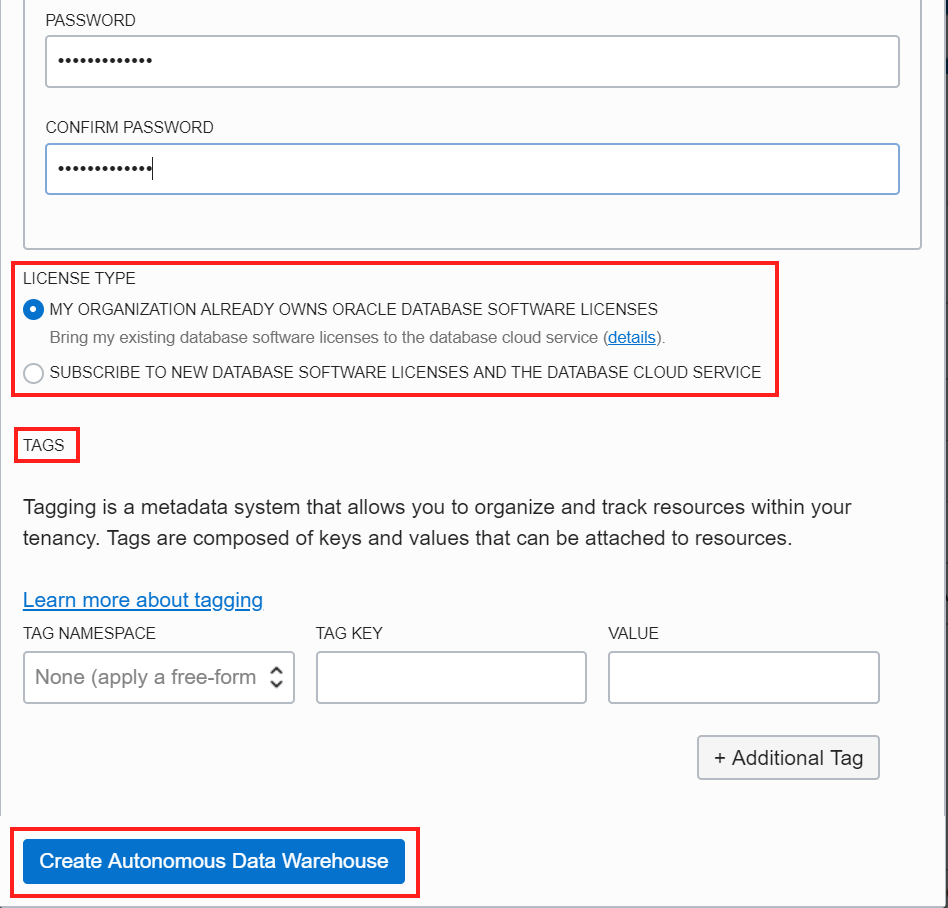 PASSWORD
•••••••••••••
CONFIRM PASSWORD
•••••••••••••
LICENSE TYPE
MY ORGANIZATION ALREADY OWNS ORACLE DATABASE SOFTWARE LICENSES
Bring my existing database software licenses to the database cloud service (details).
SUBSCRIBE TO NEW DATABASE SOFTWARE LICENSES AND THE DATABASE CLOUD SERVICE
TAGS
Tagging is a metadata system that allows you to organize and track resources within your
tenancy. Tags are composed of keys and values that can be attached to resources.
Learn more about tagging
TAG NAMESPACE TAG KEY VALUE
None (apply a free-form
+ Additional Tag
Create Autonomous Data Warehouse